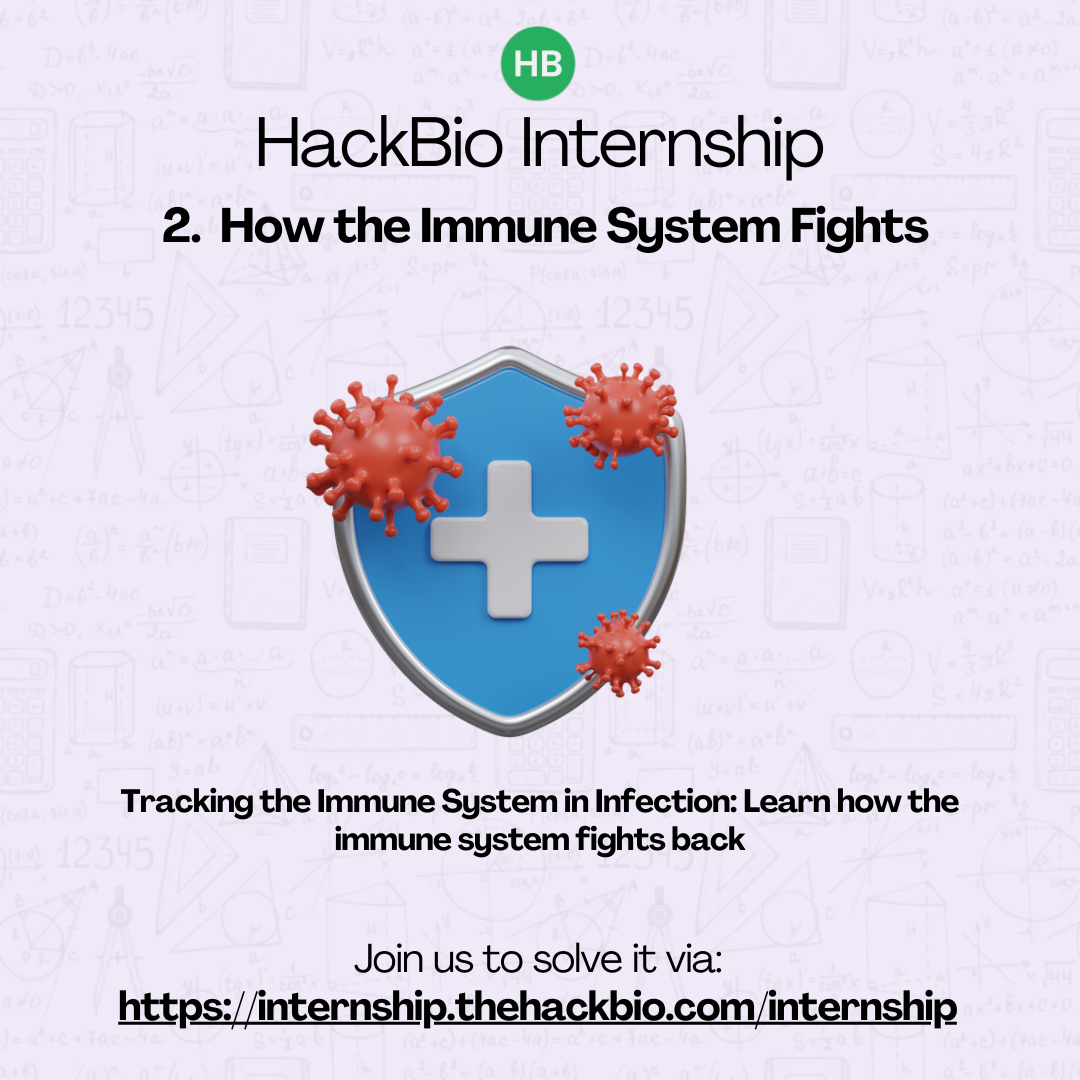 HB
HackBio Internship
2. How the Immune System Fights
Tracking the Immune System in Infection: Learn how the
immune system fights back
Join us to solve it via:
https://internship.thehackbio.com/internship